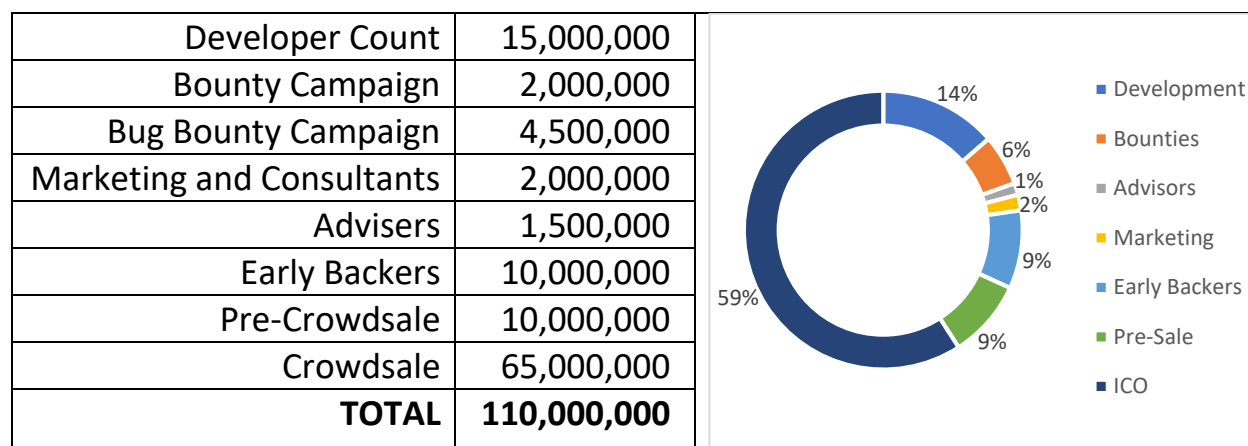 Developer Count 15,000,000
Bounty Campaign 2,000,000
Bug Bounty Campaign 4,500,000
Marketing and Consultants 2,000,000
Advisers 1,500,000
Early Backers 10,000,000
Pre-Crowdsale 10,000,000
Crowdsale 65,000,000
TOTAL 110,000,000
14%
6%
1%
2%
9%
9%
59%
Development
Bounties
Advisors
Marketing
Early Backers
Pre-Sale
ICO